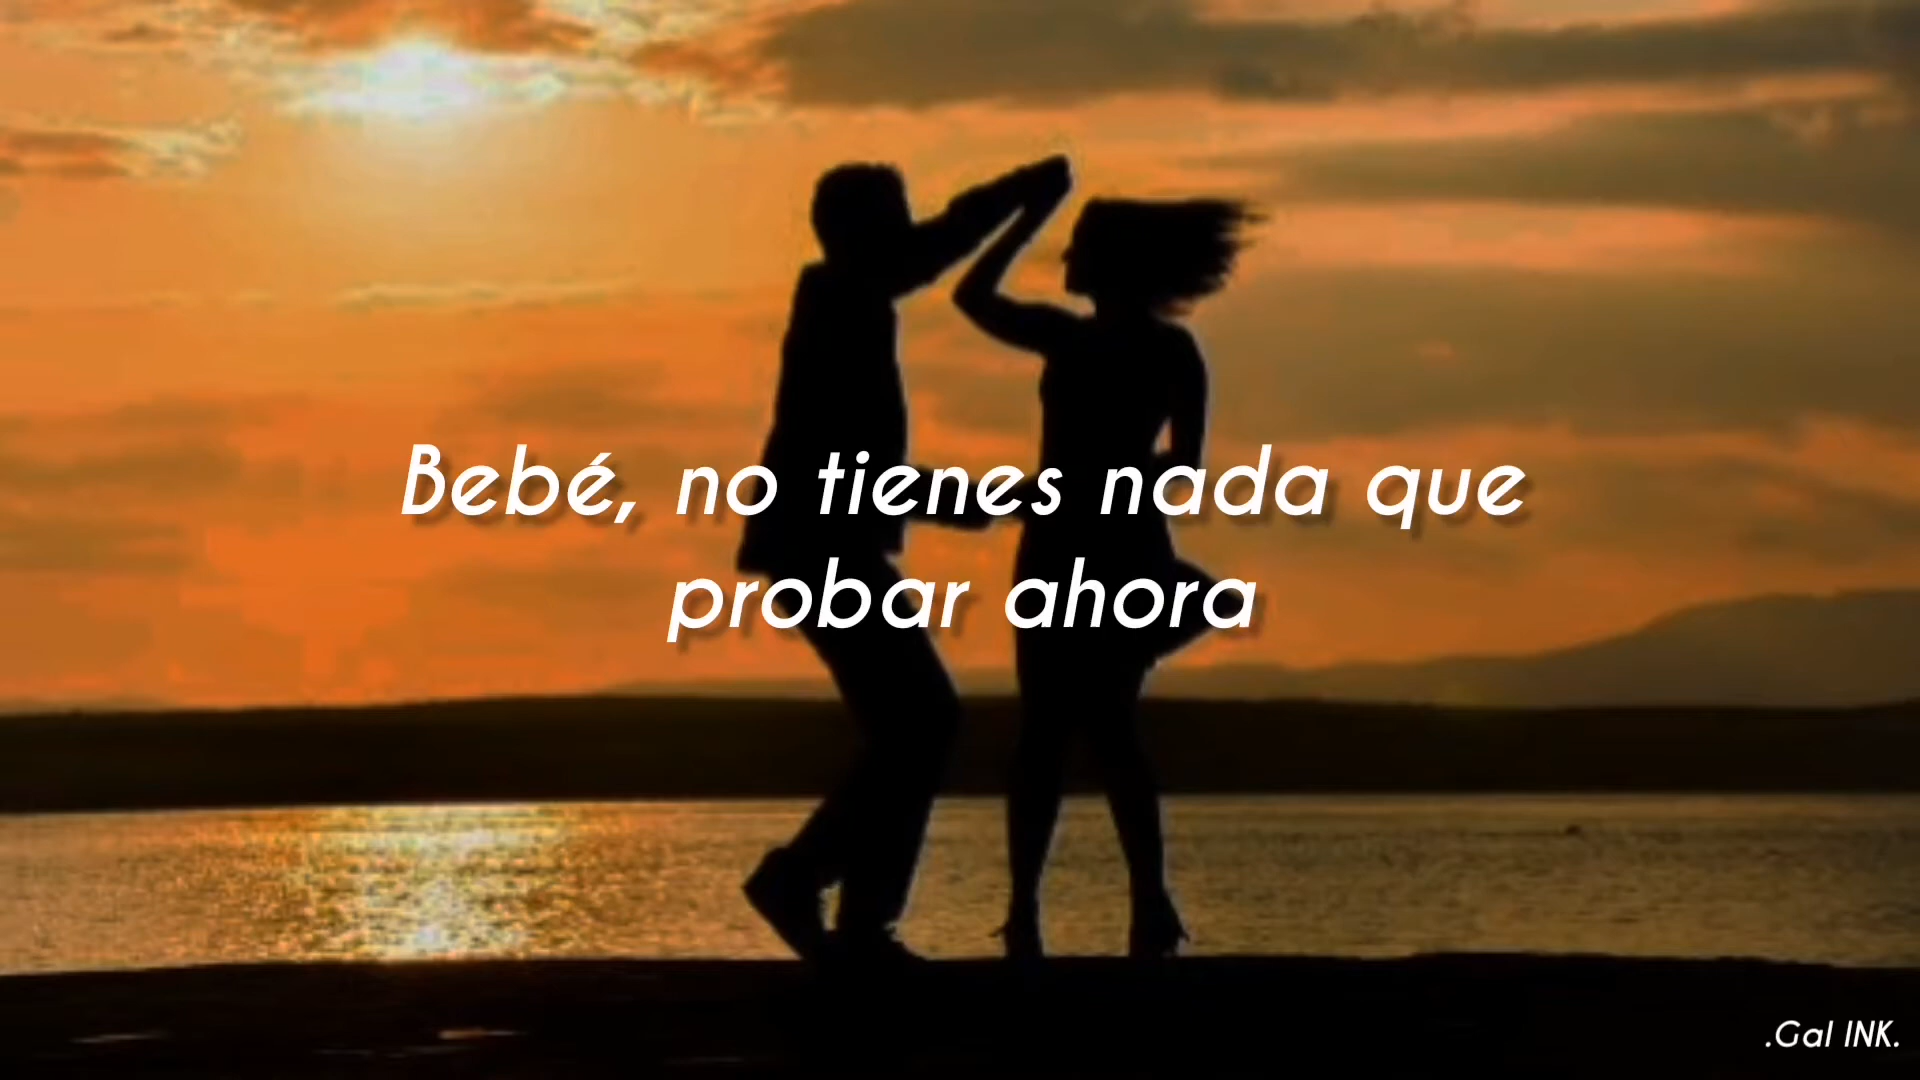 Bebé, no tienes nada que
probar ahora
.Gal INK.